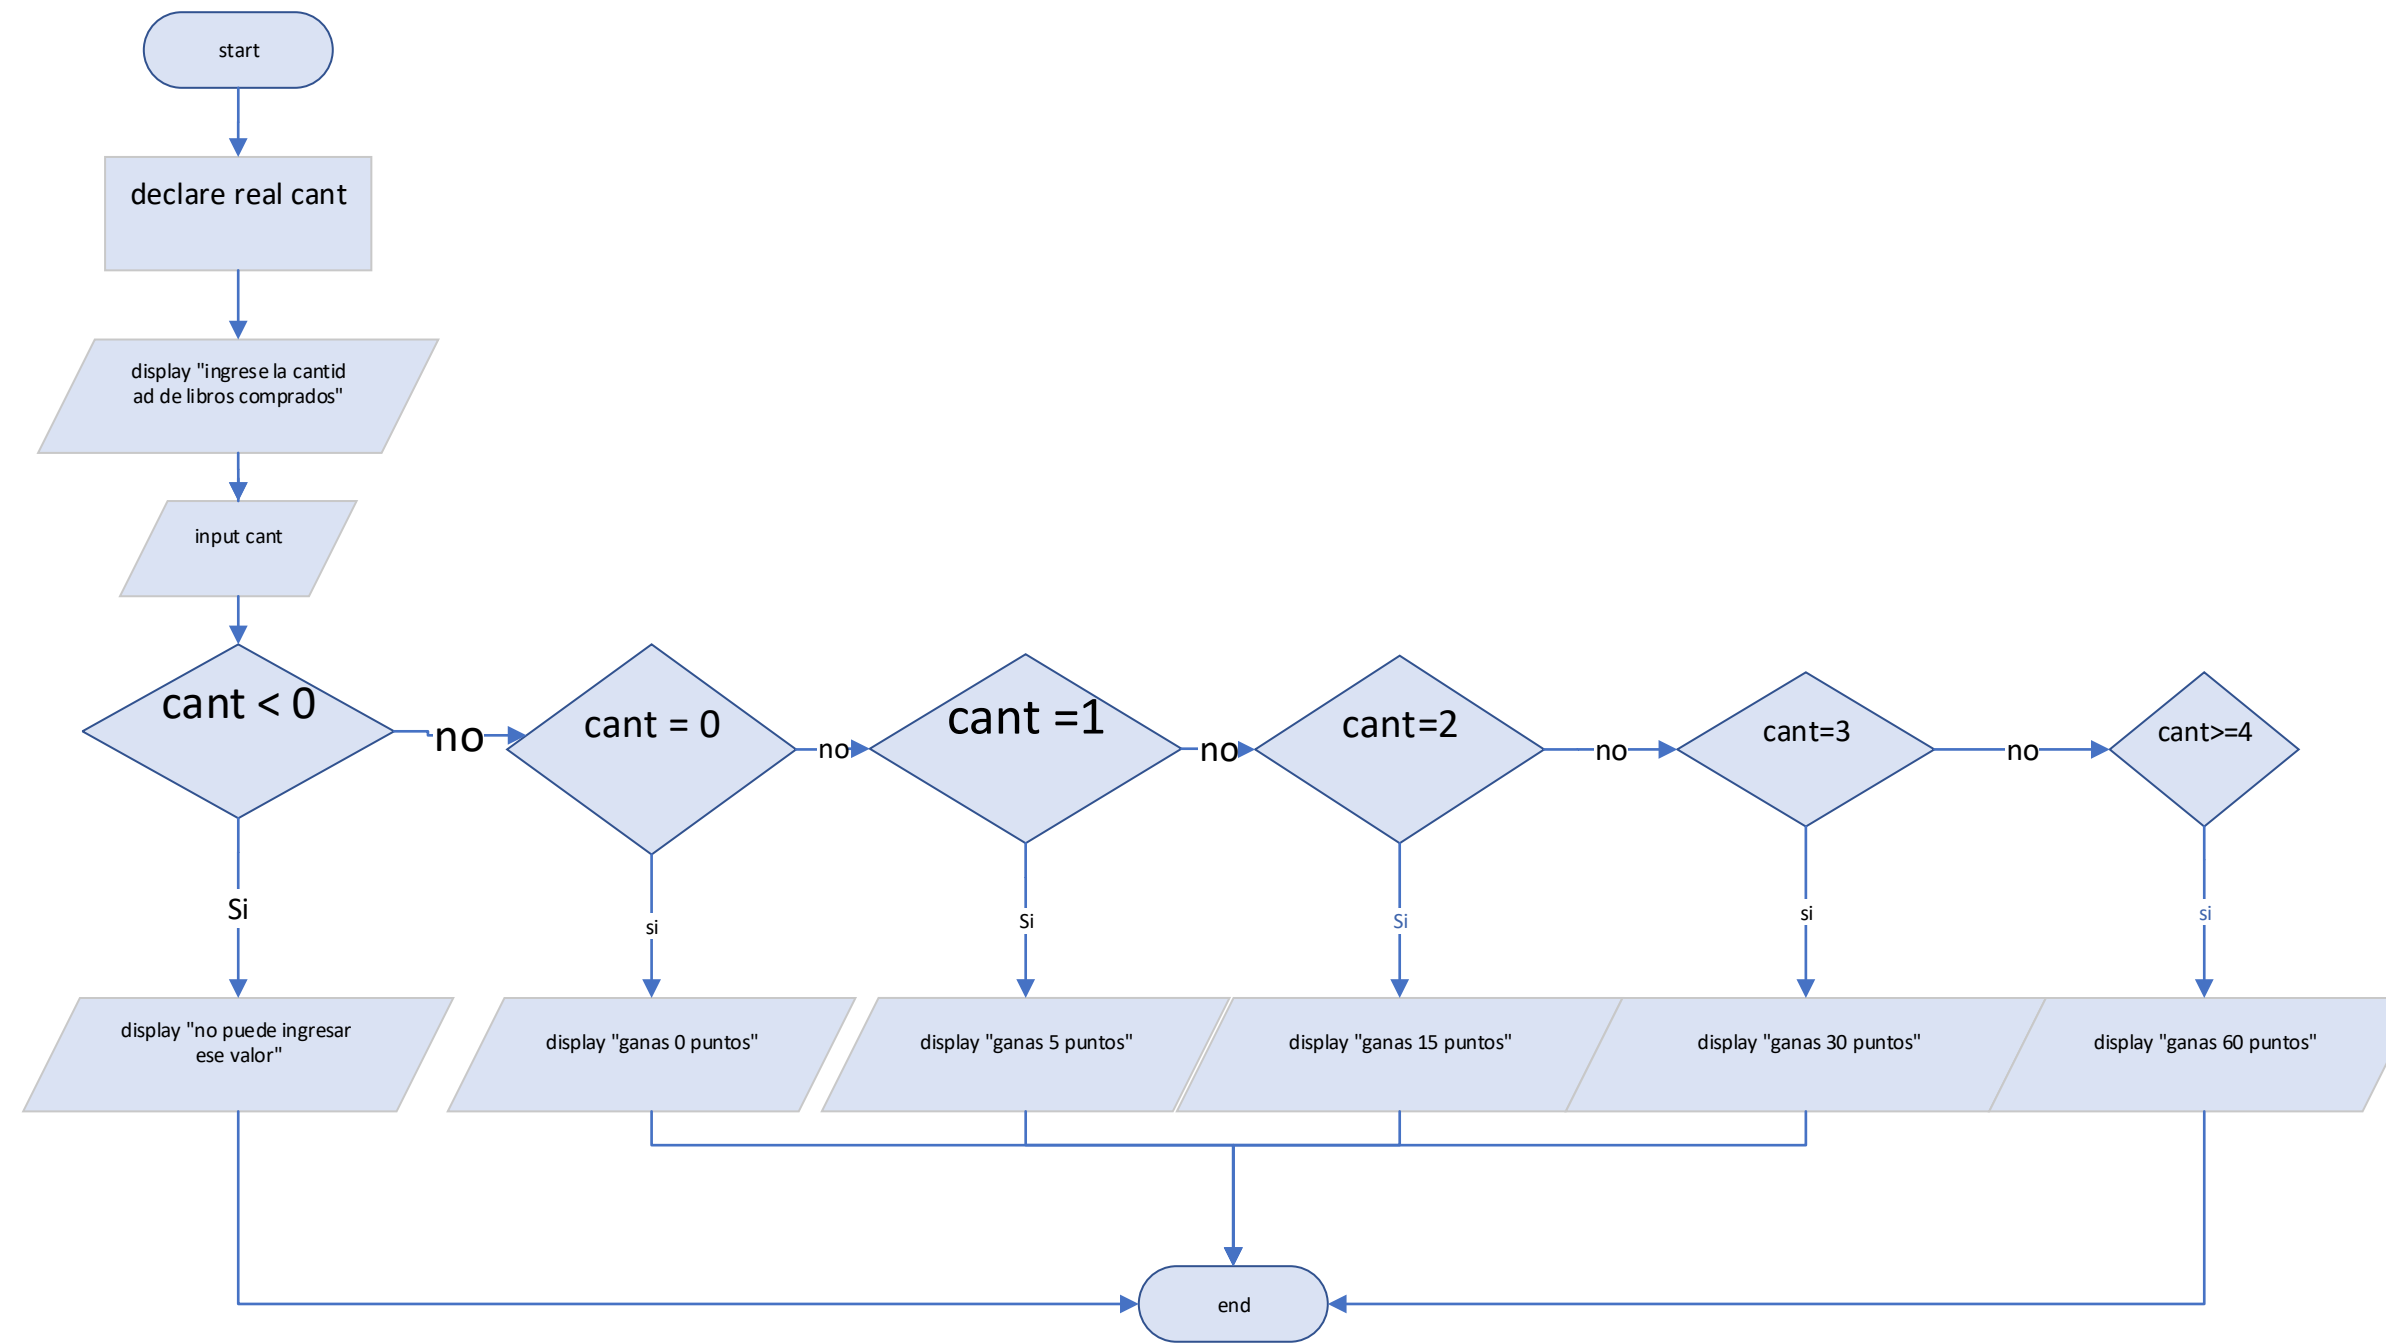 start
declare real cant
display "ingrese la cantid
ad de libros comprados"
input cant
cant < 0
no
cant = 0
no
cant =1
no
cant=2
no
cant=3
no
cant>=4
Si
si
Si
Si
si
si
display "no puede ingresar
ese valor"
display "ganas 0 puntos"
display "ganas 5 puntos"
display "ganas 15 puntos"
display "ganas 30 puntos"
display "ganas 60 puntos"
end